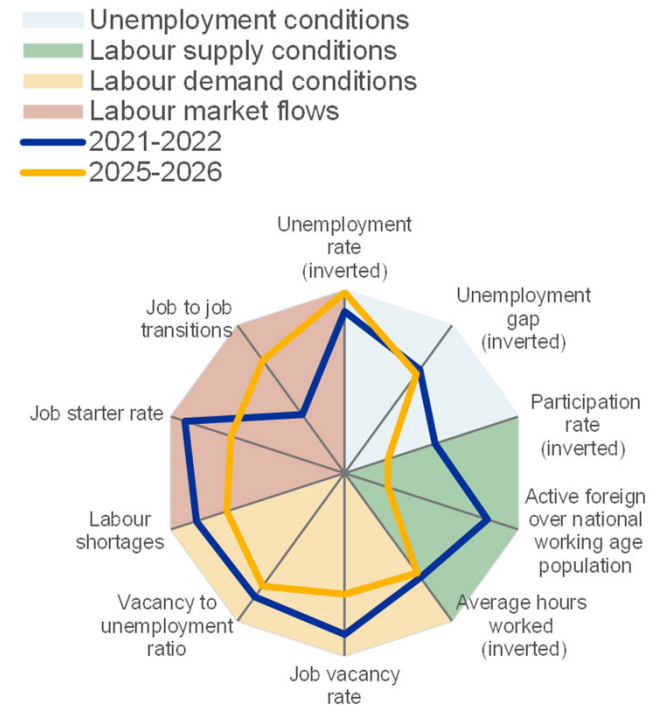 Unemployment conditions
Labour supply conditions
Labour demand conditions
Labour market flows
2021-2022
2025-2026
Unemployment
rate
(inverted)
Unemployment
gap
(inverted)
Participation
rate
(inverted)
Active foreign
over national
working age
population
Average hours
worked
(inverted)
Job vacancy
rate
Vacancy to
unemployment
ratio
Labour
shortages
Job starter rate
Job to job
transitions